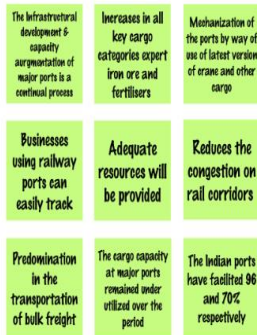 The Infrastructural
development &
capacity
aurgmentation of
major ports is a
continual process
Increases in all
key cargo
categories expert
iron ore and
fertilisers
Mechanization of
the ports by way of
use of latest version
of crane and other
cargo
Businesses
using railway
ports can
easily track
Adequate
resources will
be provided
Reduces the
congestion on
rail corridors
Predomination
in the
transportation
of bulk freight
The cargo capacity
at major ports
remained under
utilized over the
period
The Indian ports
have facilited 96
and 70%
respectively